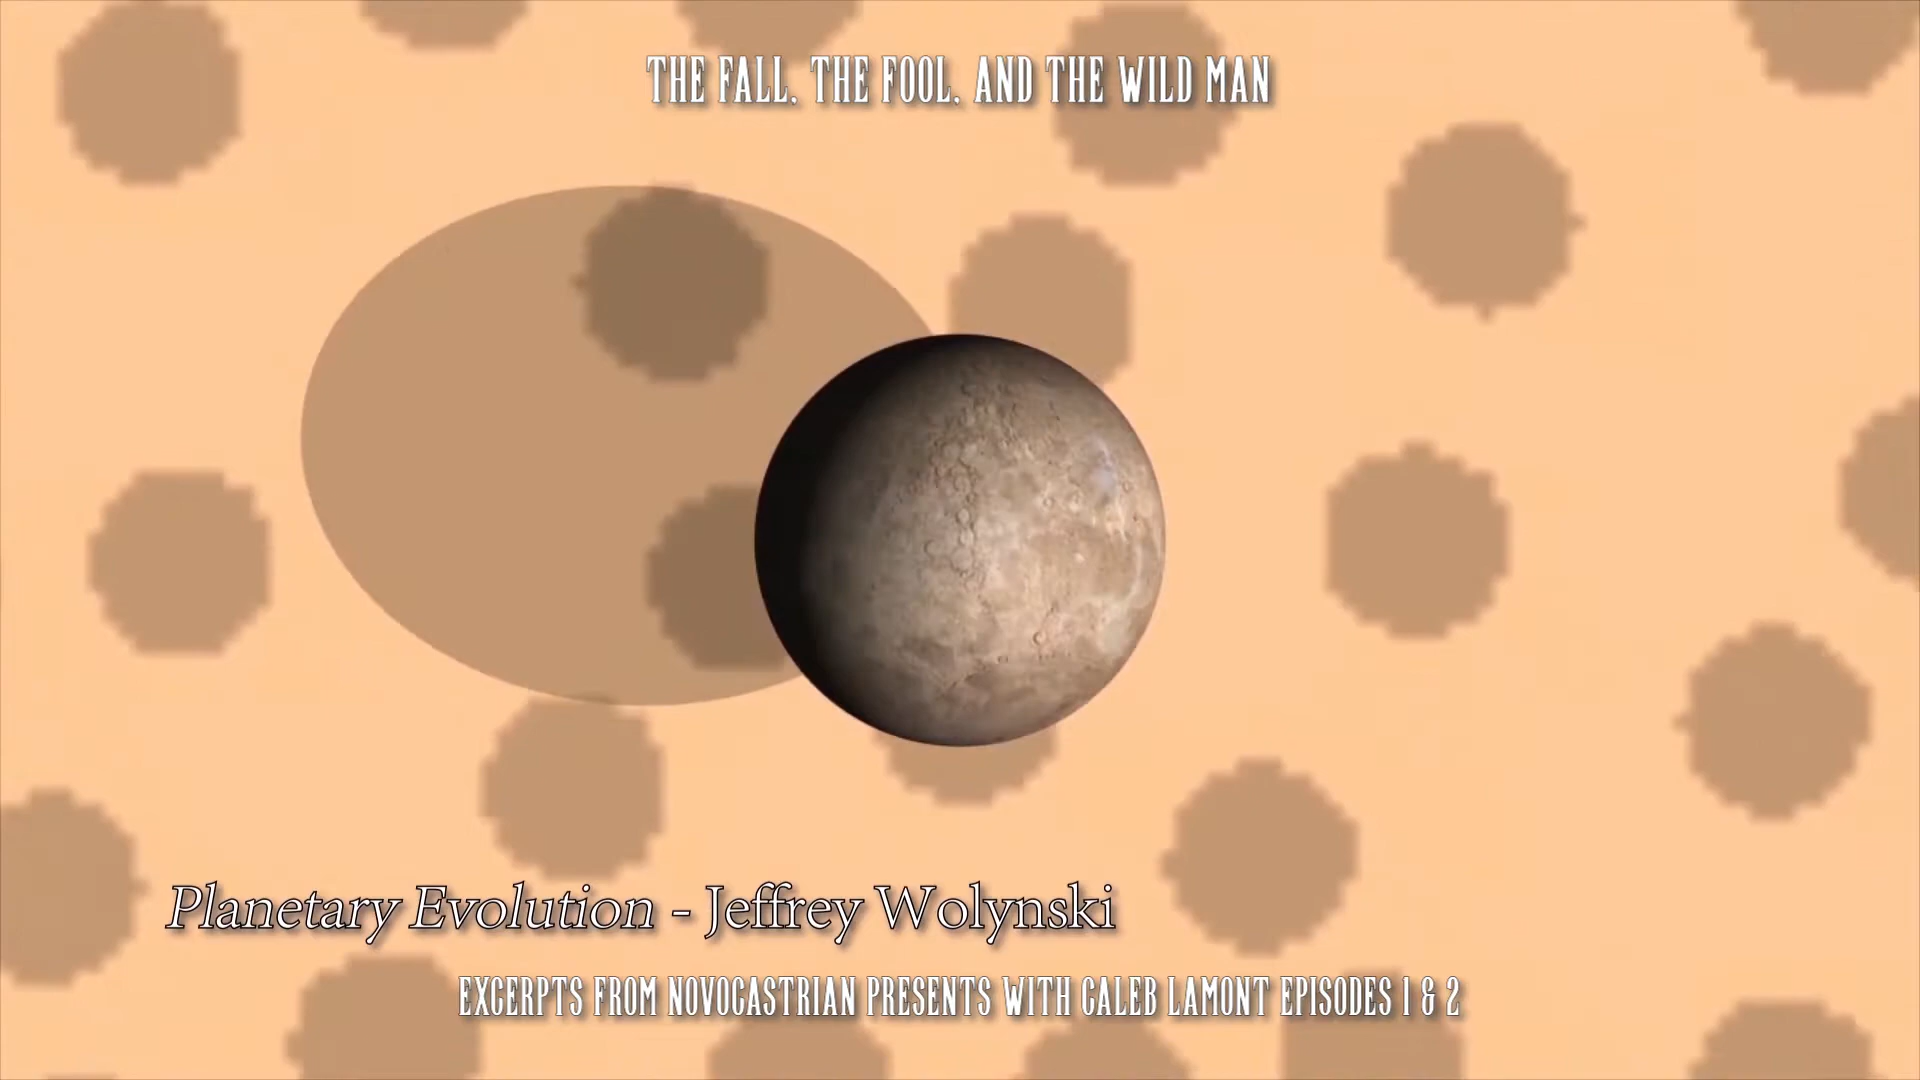 THE FALL, THE FOOL, AND THE WILD MAN
Planetary Evolution - Jeffrey Wolynski
EXCERPTS FROM NOVOCASTRIAN PRESENTS WITH CALEB LAMONT EPISODES 1 & 2